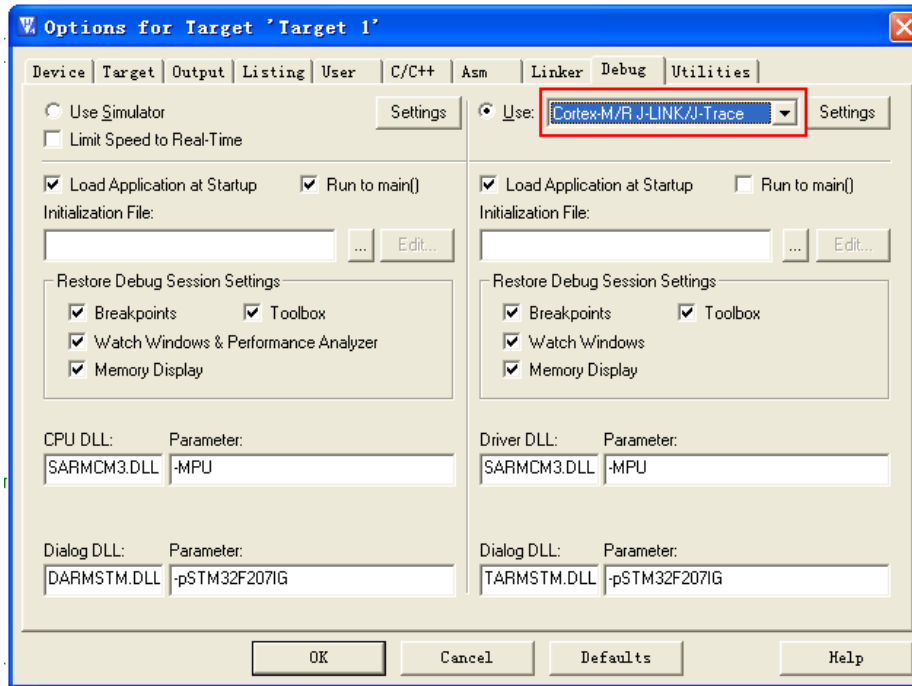 Options for Target 'Target 1'
Device Target Output Listing User C/C++ Asm Linker Debug Utilities
Use Simulator Settings
Limit Speed to Real-Time
Use: Cortex-M/R J-LINK/J-Trace Settings
Load Application at Startup Run to main()
Initialization File:
... Edit...
Restore Debug Session Settings
Breakpoints Toolbox
Watch Windows & Performance Analyzer
Memory Display
CPU DLL: Parameter:
SARMCM3.DLL -MPU
Dialog DLL: Parameter:
DARMSTM.DLL -pSTM32F207IG
Load Application at Startup Run to main()
Initialization File:
... Edit...
Restore Debug Session Settings
Breakpoints Toolbox
Watch Windows
Memory Display
Driver DLL: Parameter:
SARMCM3.DLL -MPU
Dialog DLL: Parameter:
TARMSTM.DLL -pSTM32F207IG
OK Cancel Defaults Help